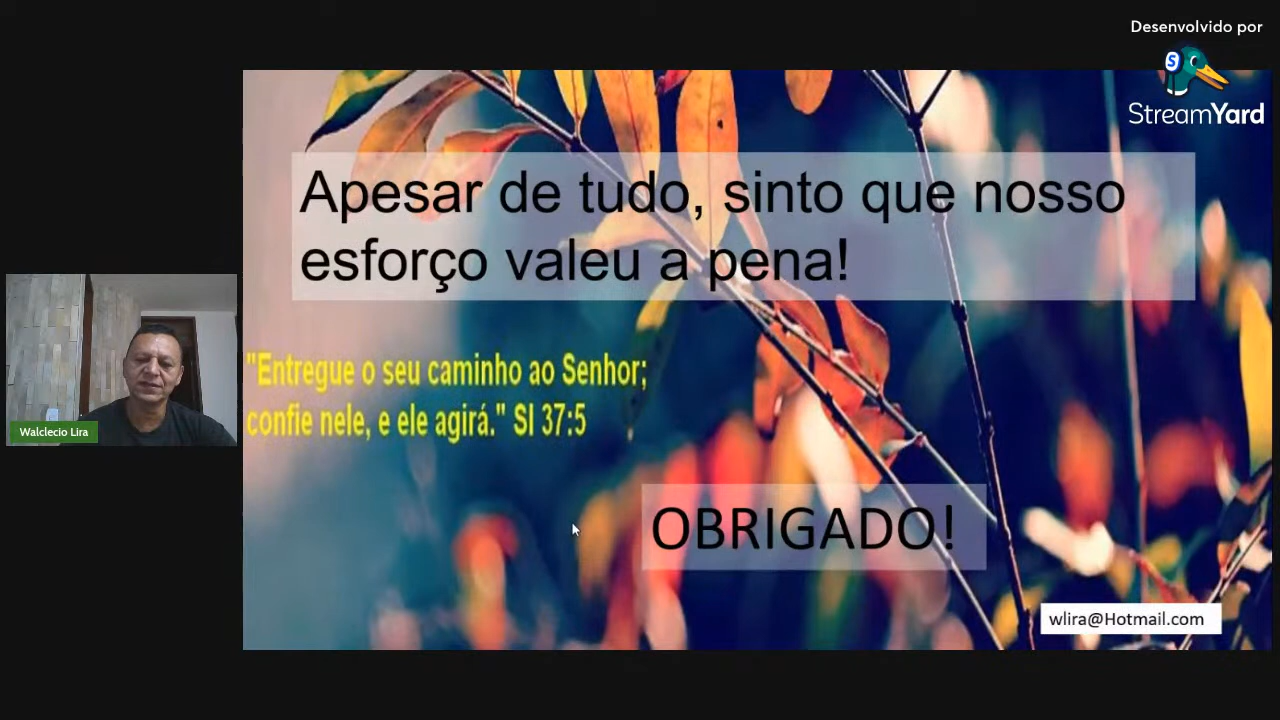 Desenvolvido por
StreamYard
Apesar de tudo, sinto que nosso
esforço valeu a pena!
"Entregue o seu caminho ao Senhor;
confie nele, e ele agirá." Sl 37:5
Walclecio Lira
OBRIGADO!
wlira@Hotmail.com